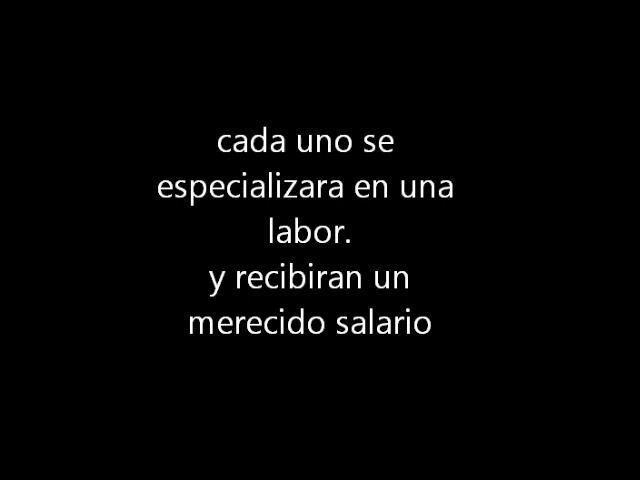 cada uno se
especializara en una
labor.
y recibiran un
merecido salario